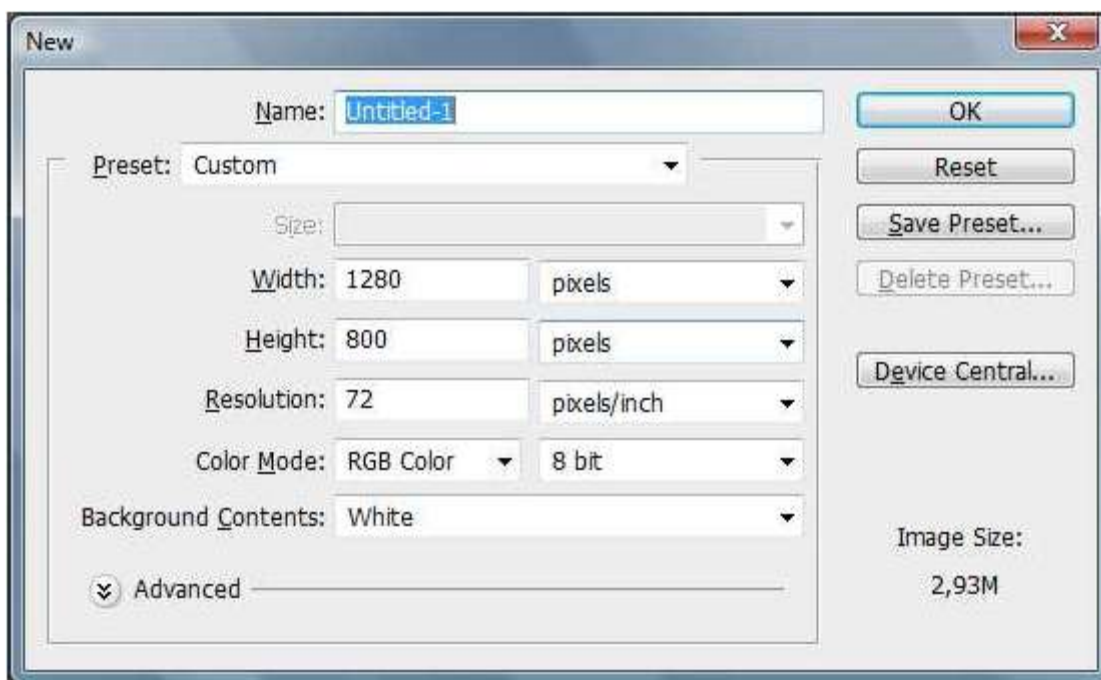 New
Name: Untitled-1
OK
Preset: Custom
Reset
Size:
Save Preset...
Width: 1280 pixels
Delete Preset...
Height: 800 pixels
Device Central...
Resolution: 72 pixels/inch
Color Mode: RGB Color 8 bit
Background Contents: White
Image Size:
2,93M
Advanced